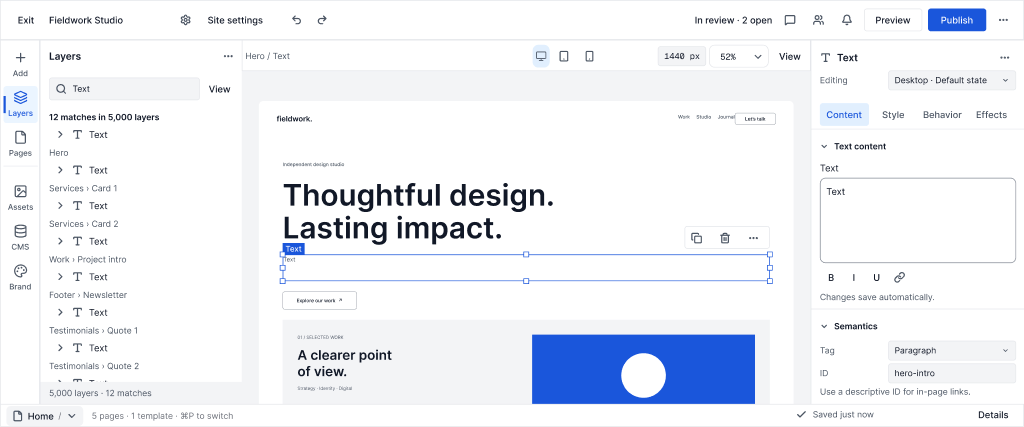 Exit Fieldwork Studio Site settings In review · 2 open Preview Publish
Add
Layers
Pages
Assets
CMS
Brand
Layers
Text View
12 matches in 5,000 layers
Text
Hero
Text
Services › Card 1
Text
Services › Card 2
Text
Work › Project intro
Text
Footer › Newsletter
Text
Testimonials › Quote 1
Text
Testimonials › Quote 2
5,000 layers · 12 matches
Hero / Text 1440 px 52% View
fieldwork. Work Studio Journal Let's talk
Independent design studio
Thoughtful design.
Lasting impact.
Text
Text
Explore our work ↗
01 / SELECTED WORK
A clearer point
of view.
Strategy · Identity · Digital
Text
Editing Desktop · Default state
Content Style Behavior Effects
Text content
Text
Text
B I U
Changes save automatically.
Semantics
Tag Paragraph
ID hero-intro
Use a descriptive ID for in-page links.
Home / 5 pages · 1 template · ⌘P to switch Saved just now Details